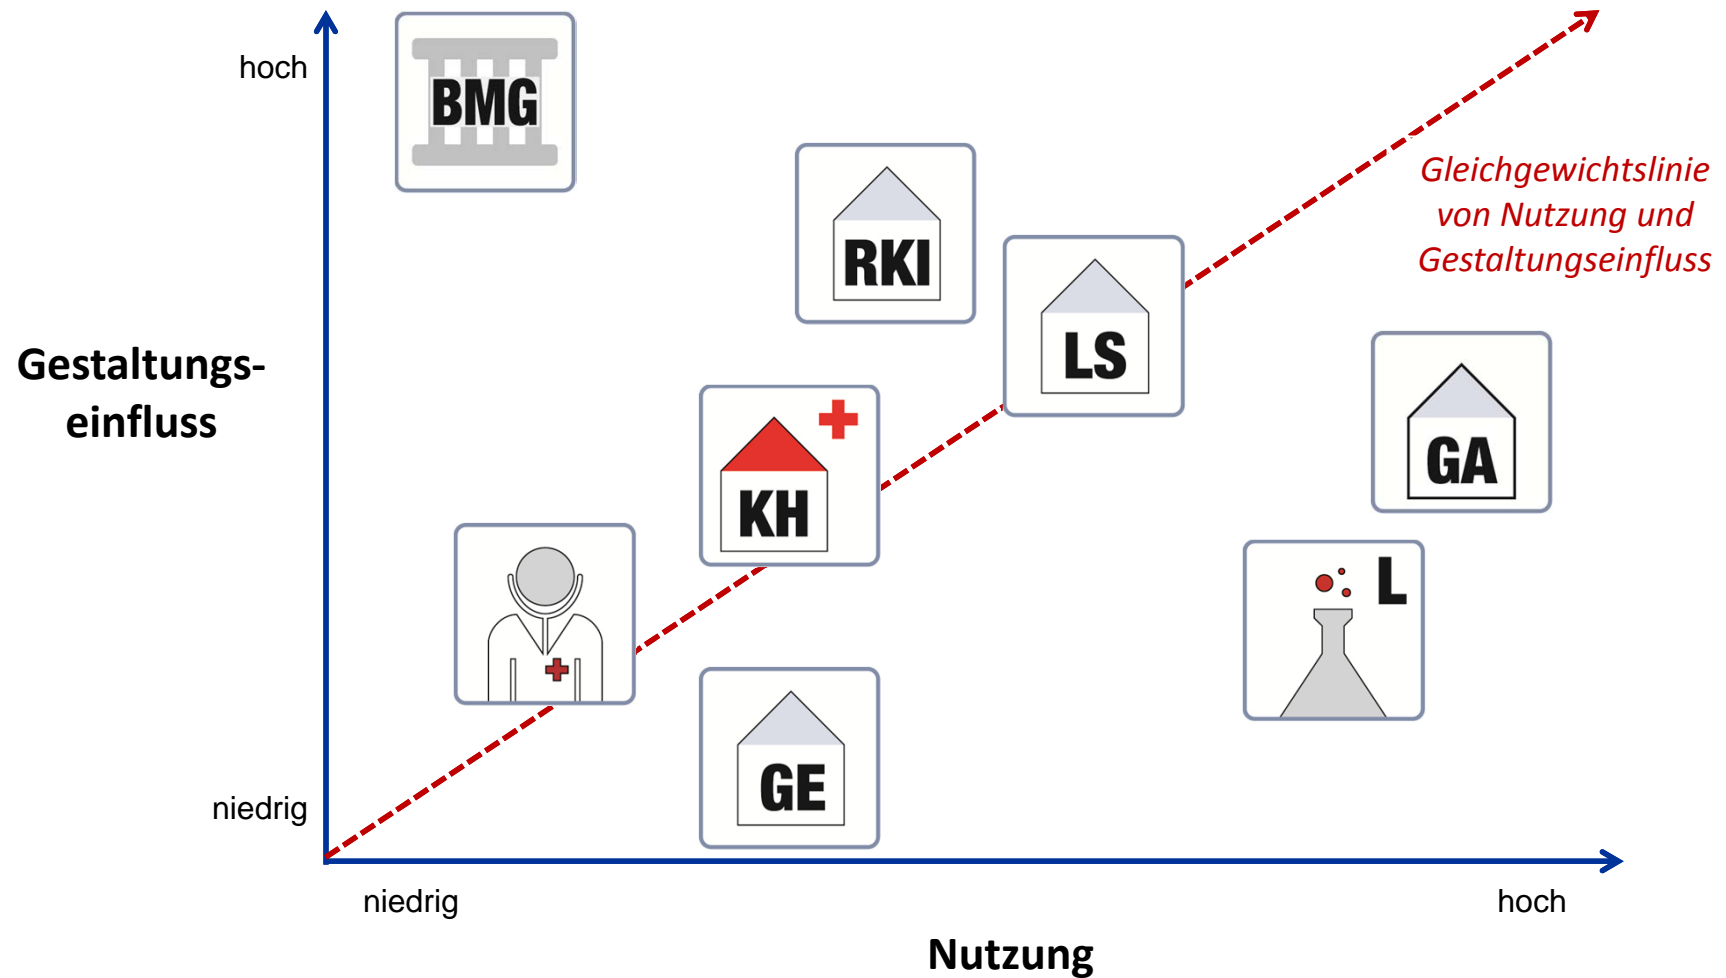 hoch
BMG
Gleichgewichtslinie
von Nutzung und
Gestaltungseinfluss
RKI
LS
Gestaltungs-
einfluss
GA
KH
L
GE
niedrig
niedrig
hoch
Nutzung